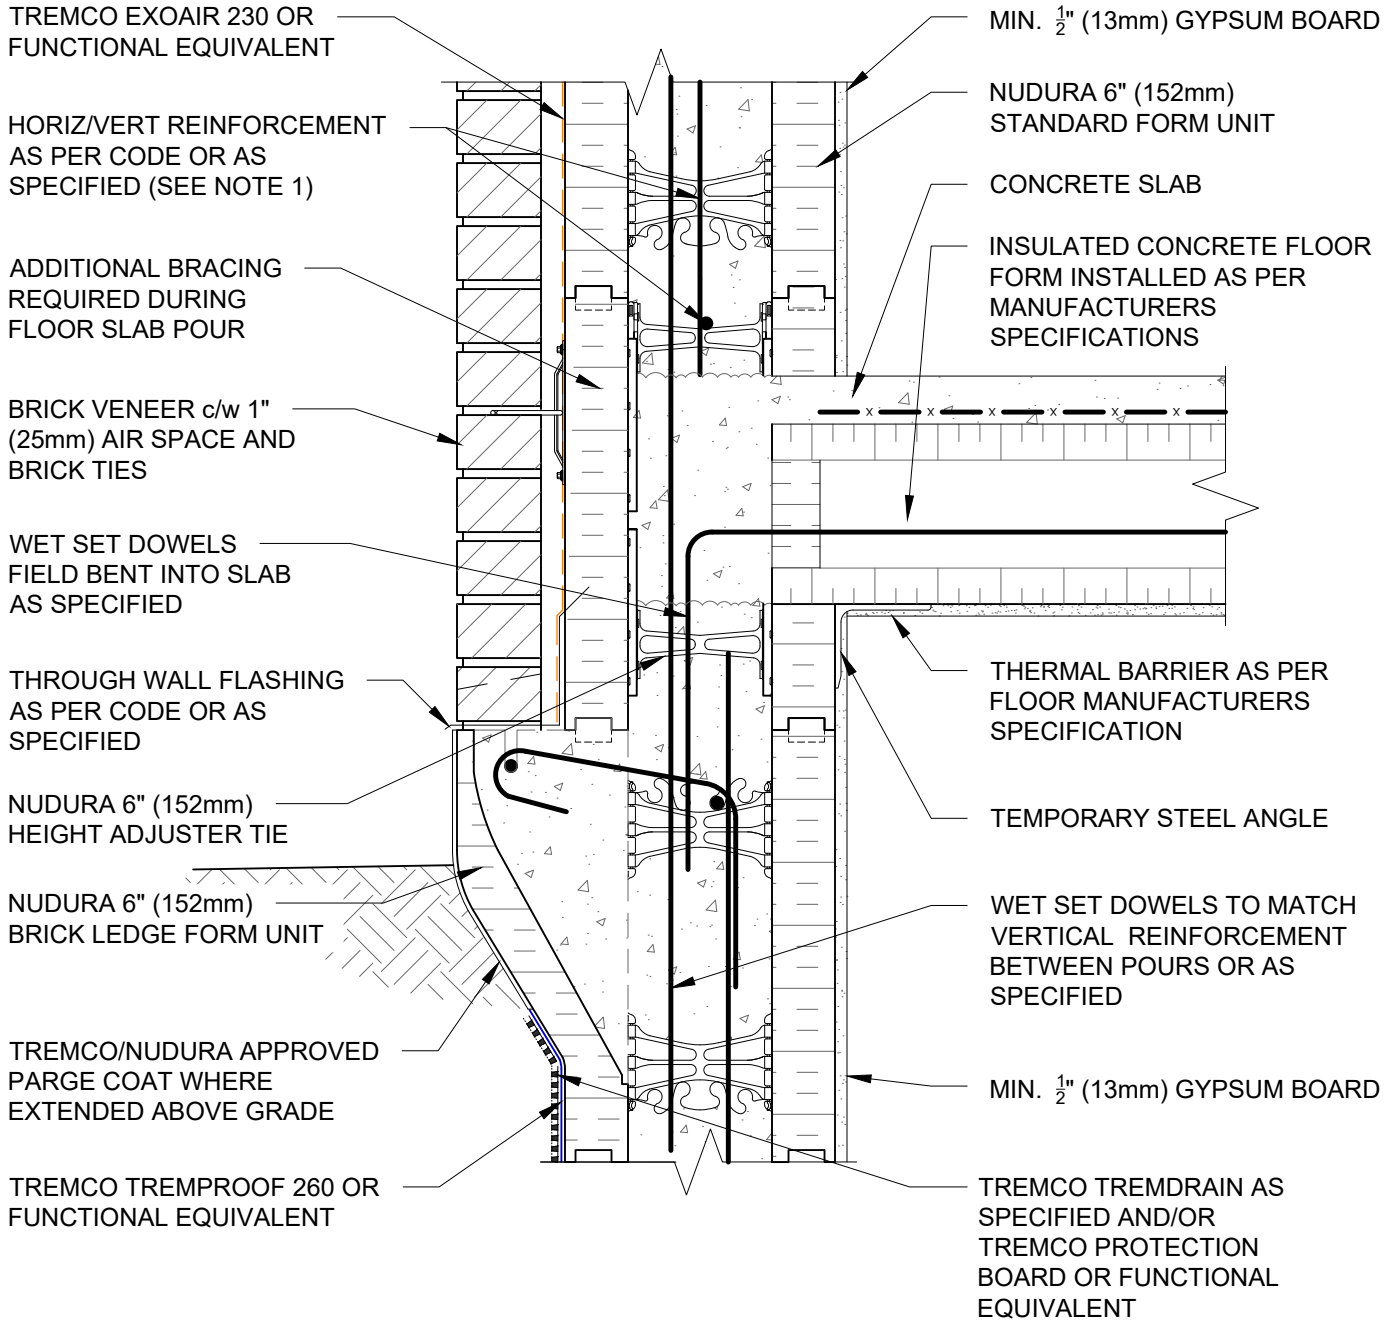 TREMCO EXOAIR 230 OR
FUNCTIONAL EQUIVALENT
HORIZ/VERT REINFORCEMENT
AS PER CODE OR AS
SPECIFIED (SEE NOTE 1)
ADDITIONAL BRACING
REQUIRED DURING
FLOOR SLAB POUR
BRICK VENEER c/w 1"
(25mm) AIR SPACE AND
BRICK TIES
WET SET DOWELS
FIELD BENT INTO SLAB
AS SPECIFIED
THROUGH WALL FLASHING
AS PER CODE OR AS
SPECIFIED
NUDURA 6" (152mm)
HEIGHT ADJUSTER TIE
NUDURA 6" (152mm)
BRICK LEDGE FORM UNIT
TREMCO/NUDURA APPROVED
PARGE COAT WHERE
EXTENDED ABOVE GRADE
TREMCO TREMPROOF 260 OR
FUNCTIONAL EQUIVALENT
MIN. 1/2" (13mm) GYPSUM BOARD
NUDURA 6" (152mm)
STANDARD FORM UNIT
CONCRETE SLAB
INSULATED CONCRETE FLOOR
FORM INSTALLED AS PER
MANUFACTURERS
SPECIFICATIONS
x x x x x x
THERMAL BARRIER AS PER
FLOOR MANUFACTURERS
SPECIFICATION
TEMPORARY STEEL ANGLE
WET SET DOWELS TO MATCH
VERTICAL REINFORCEMENT
BETWEEN POURS OR AS
SPECIFIED
MIN. 1/2" (13mm) GYPSUM BOARD
TREMCO TREMDRAIN AS
SPECIFIED AND/OR
TREMCO PROTECTION
BOARD OR FUNCTIONAL
EQUIVALENT